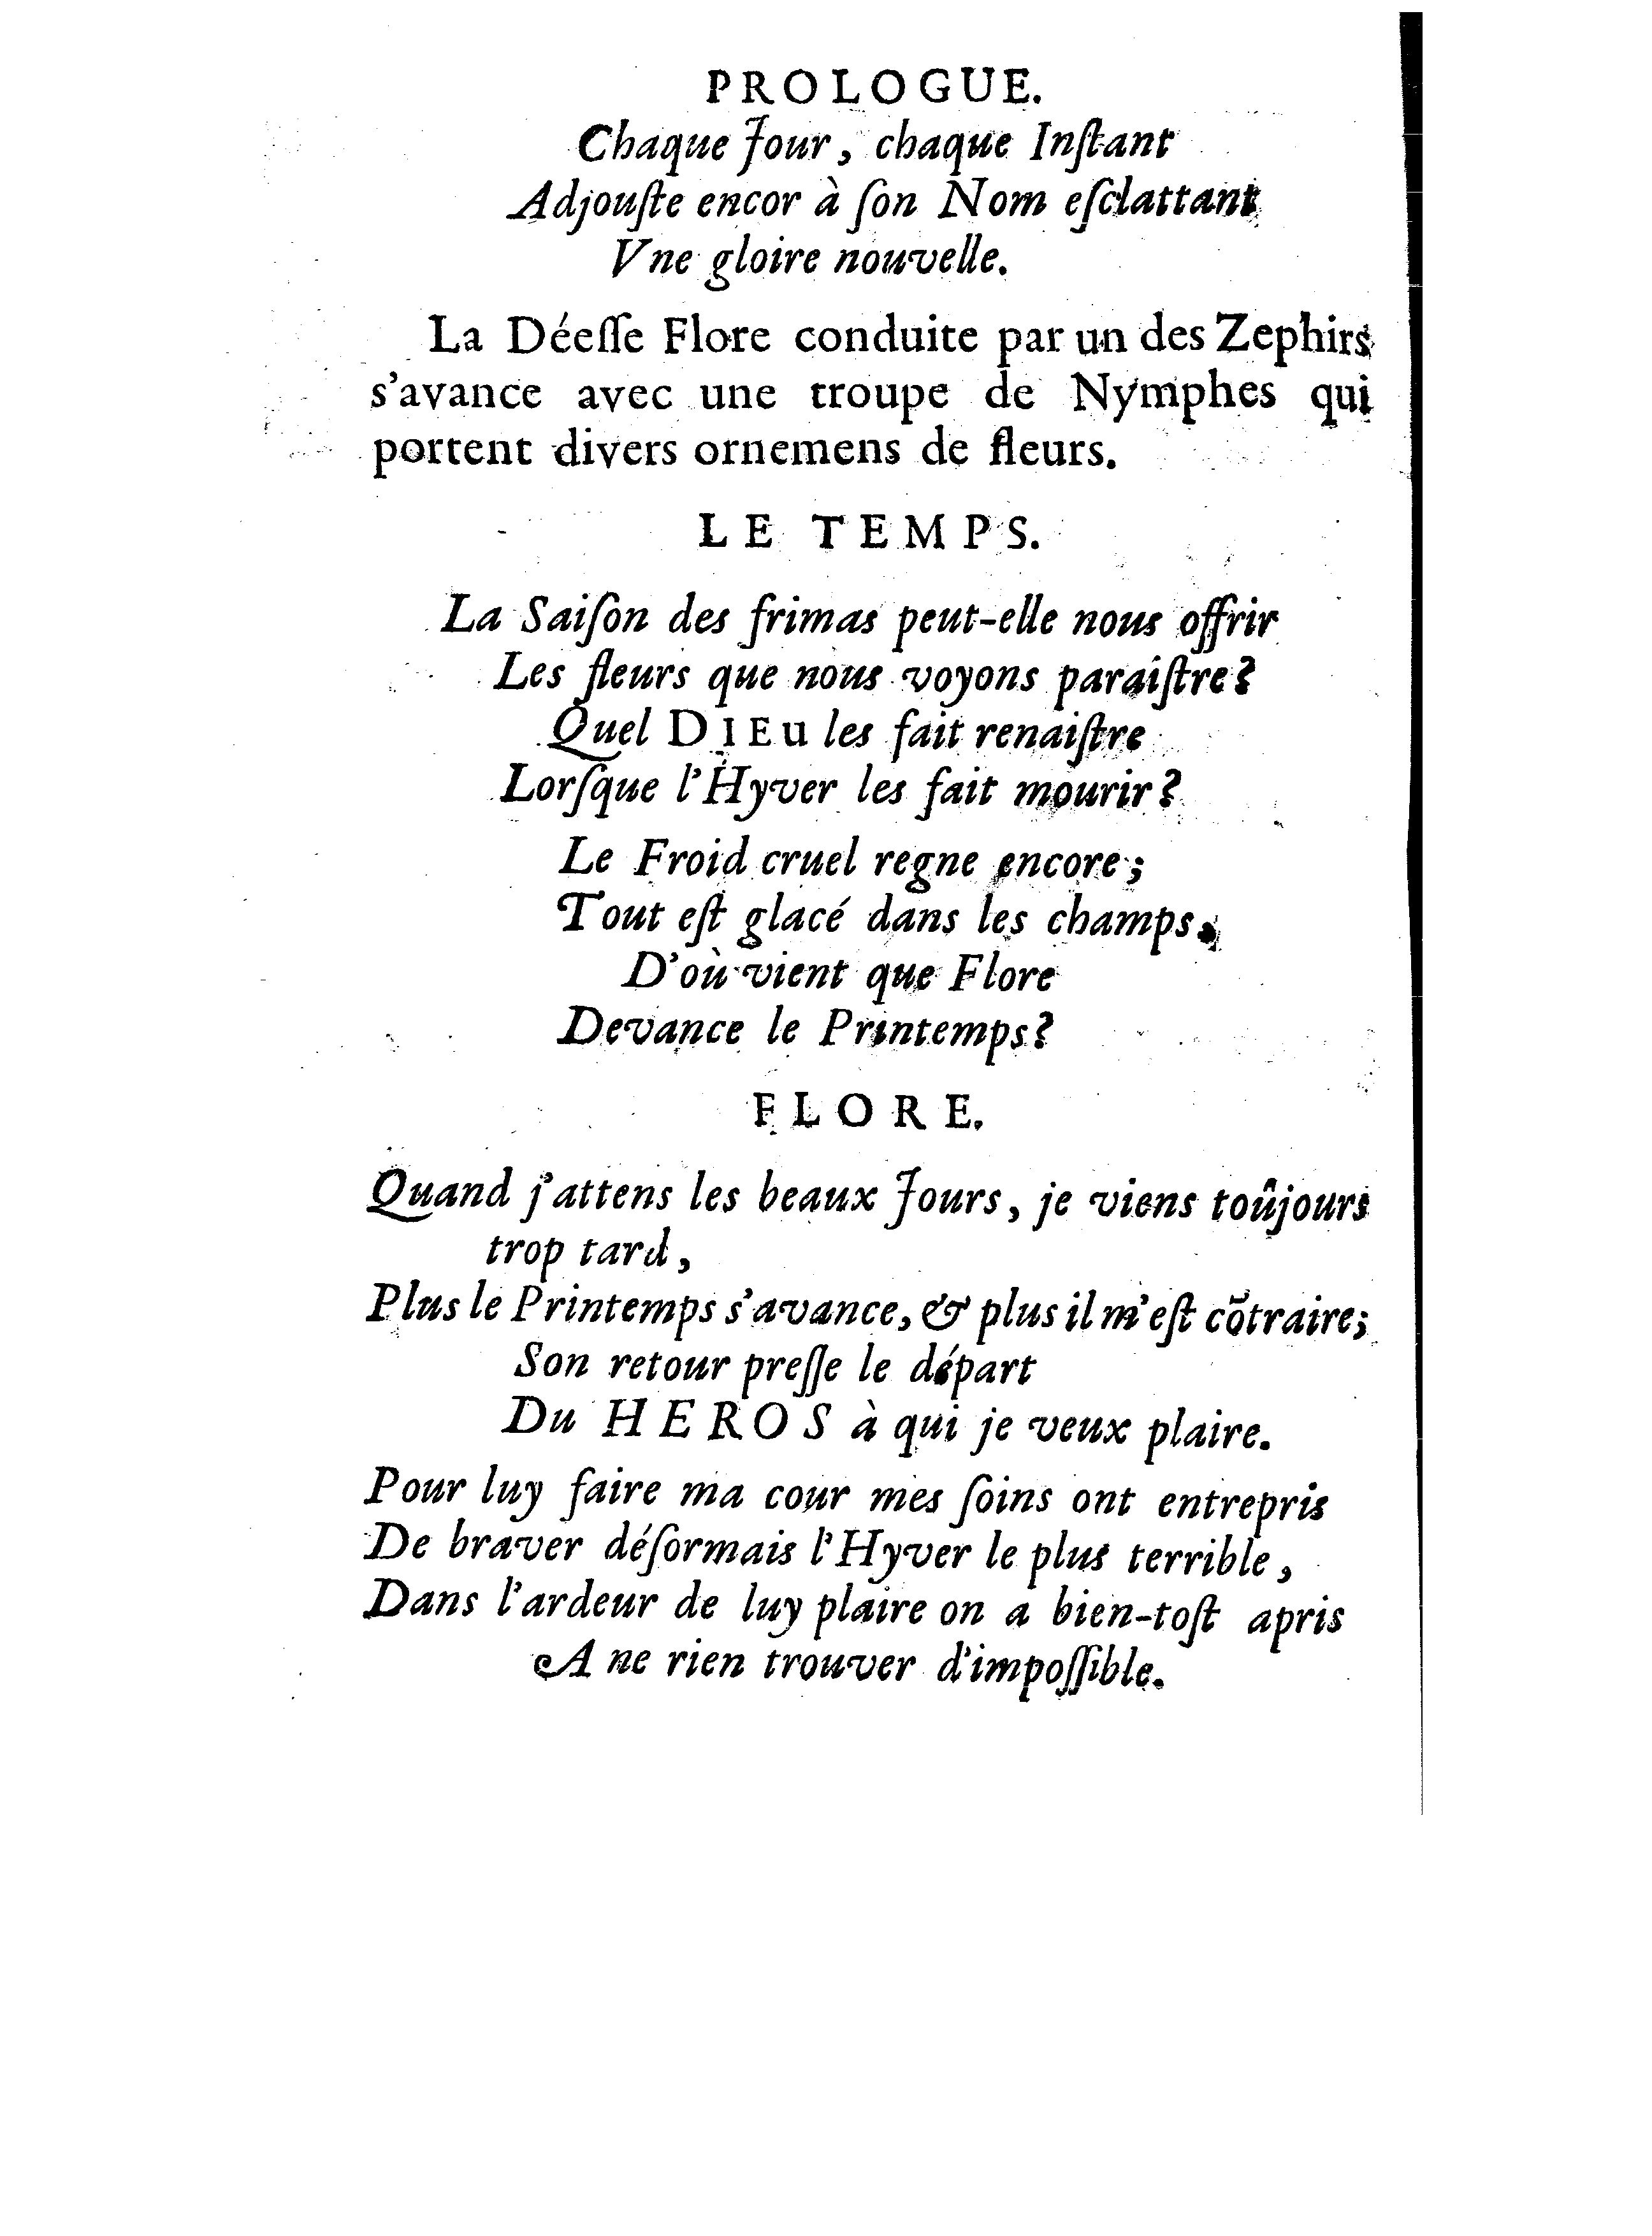 PROLOGUE.
Chaque Jour, chaque Inſtant
Adjouſte encor à ſon Nom eſclattant
Vne gloire nouvelle.
La Déeſſe Flore conduite par un des Zephirs
s'avance avec une troupe de Nymphes qui
portent divers ornemens de fleurs.
LE TEMPS.
La Saiſon des frimas peut-elle nous offrir
Les fleurs que nous voyons paraiſtre?
Quel DIEU les fait renaiſtre
Lorſque l'Hyver les fait mourir?
Le Froid cruel regne encore;
Tout eſt glacé dans les champs,
D'où vient que Flore
Devance le Printemps?
FLORE.
Quand j'attens les beaux Jours, je viens toûjours
trop tard,
Plus le Printemps s'avance, & plus il m'eſt cõtraire;
Son retour preſſe le départ
Du HEROS à qui je veux plaire.
Pour luy faire ma cour mes ſoins ont entrepris
De braver déſormais l'Hyver le plus terrible,
Dans l'ardeur de luy plaire on a bien-toſt apris
A ne rien trouver d'impoſſible.